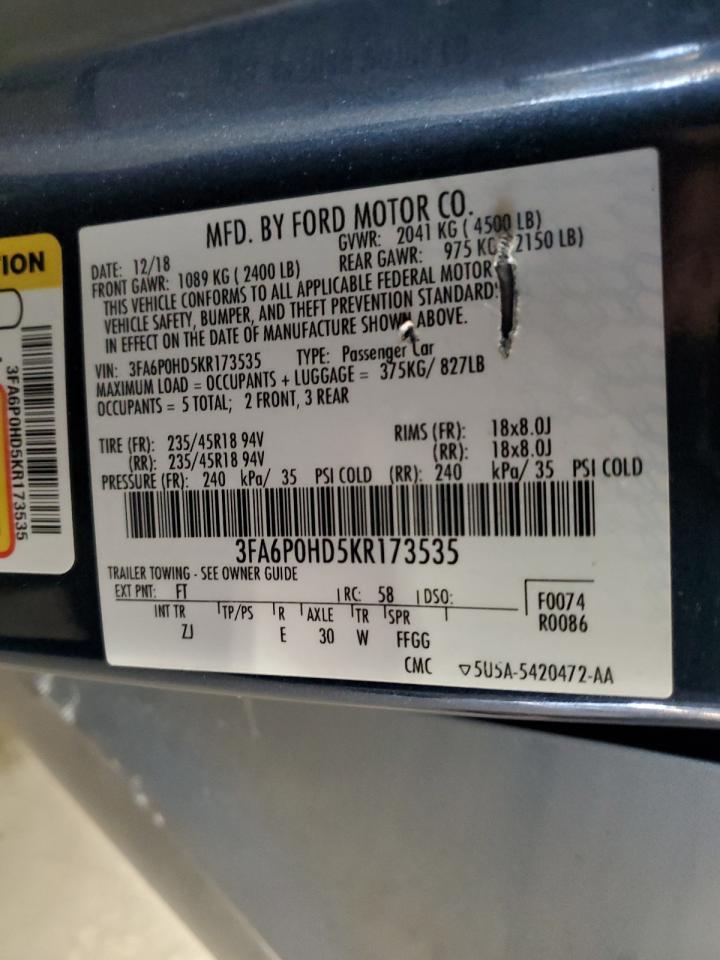 MFD. BY FORD MOTOR CO.
DATE: 12/18
GVWR: 2041 KG ( 4500 LB)
FRONT GAWR: 1089 KG ( 2400 LB)
REAR GAWR: 975 KG 2150 LB)
THIS VEHICLE CONFORMS TO ALL APPLICABLE FEDERAL MOTOR
VEHICLE SAFETY, BUMPER, AND THEFT PREVENTION STANDARD
IN EFFECT ON THE DATE OF MANUFACTURE SHOWN ABOVE.
VIN: 3FA6P0HD5KR173535 TYPE: Passenger Car
MAXIMUM LOAD = OCCUPANTS + LUGGAGE = 375KG/ 827LB
OCCUPANTS = 5 TOTAL; 2 FRONT, 3 REAR
TIRE (FR): 235/45R18 94V RIMS (FR): 18x8.0J
(RR): 235/45R18 94V (RR): 18x8.0J
PRESSURE (FR): 240 kPa/ 35 PSI COLD (RR): 240 kPa/ 35 PSI COLD
3FA6P0HD5KR173535
TRAILER TOWING - SEE OWNER GUIDE
EXT PNT: FT RC: 58 DSO:
F0074
R0086
INT TR TP/PS R AXLE TR SPR
ZJ E 30 W FFGG
CMC ▽5U5A-5420472-AA
ION
3FA6P0HD5KR173535